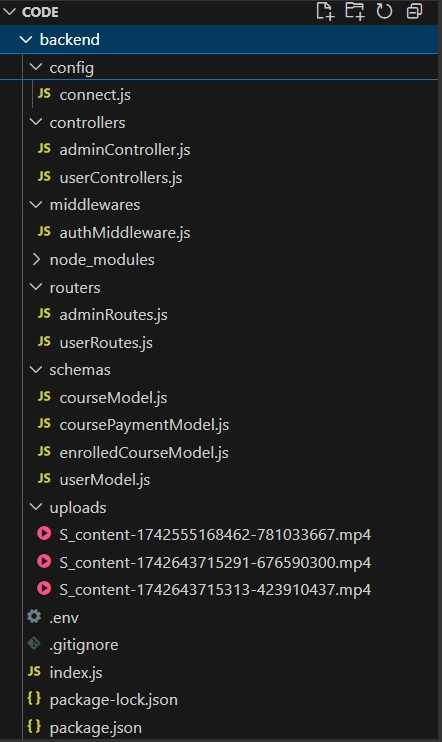 CODE
backend
config
JS connect.js
controllers
JS adminController.js
JS userControllers.js
middlewares
JS authMiddleware.js
node_modules
routers
JS adminRoutes.js
JS userRoutes.js
schemas
JS courseModel.js
JS coursePaymentModel.js
JS enrolledCourseModel.js
JS userModel.js
uploads
S_content-1742555168462-781033667.mp4
S_content-1742643715291-676590300.mp4
S_content-1742643715313-423910437.mp4
.env
.gitignore
JS index.js
{} package-lock.json
{} package.json